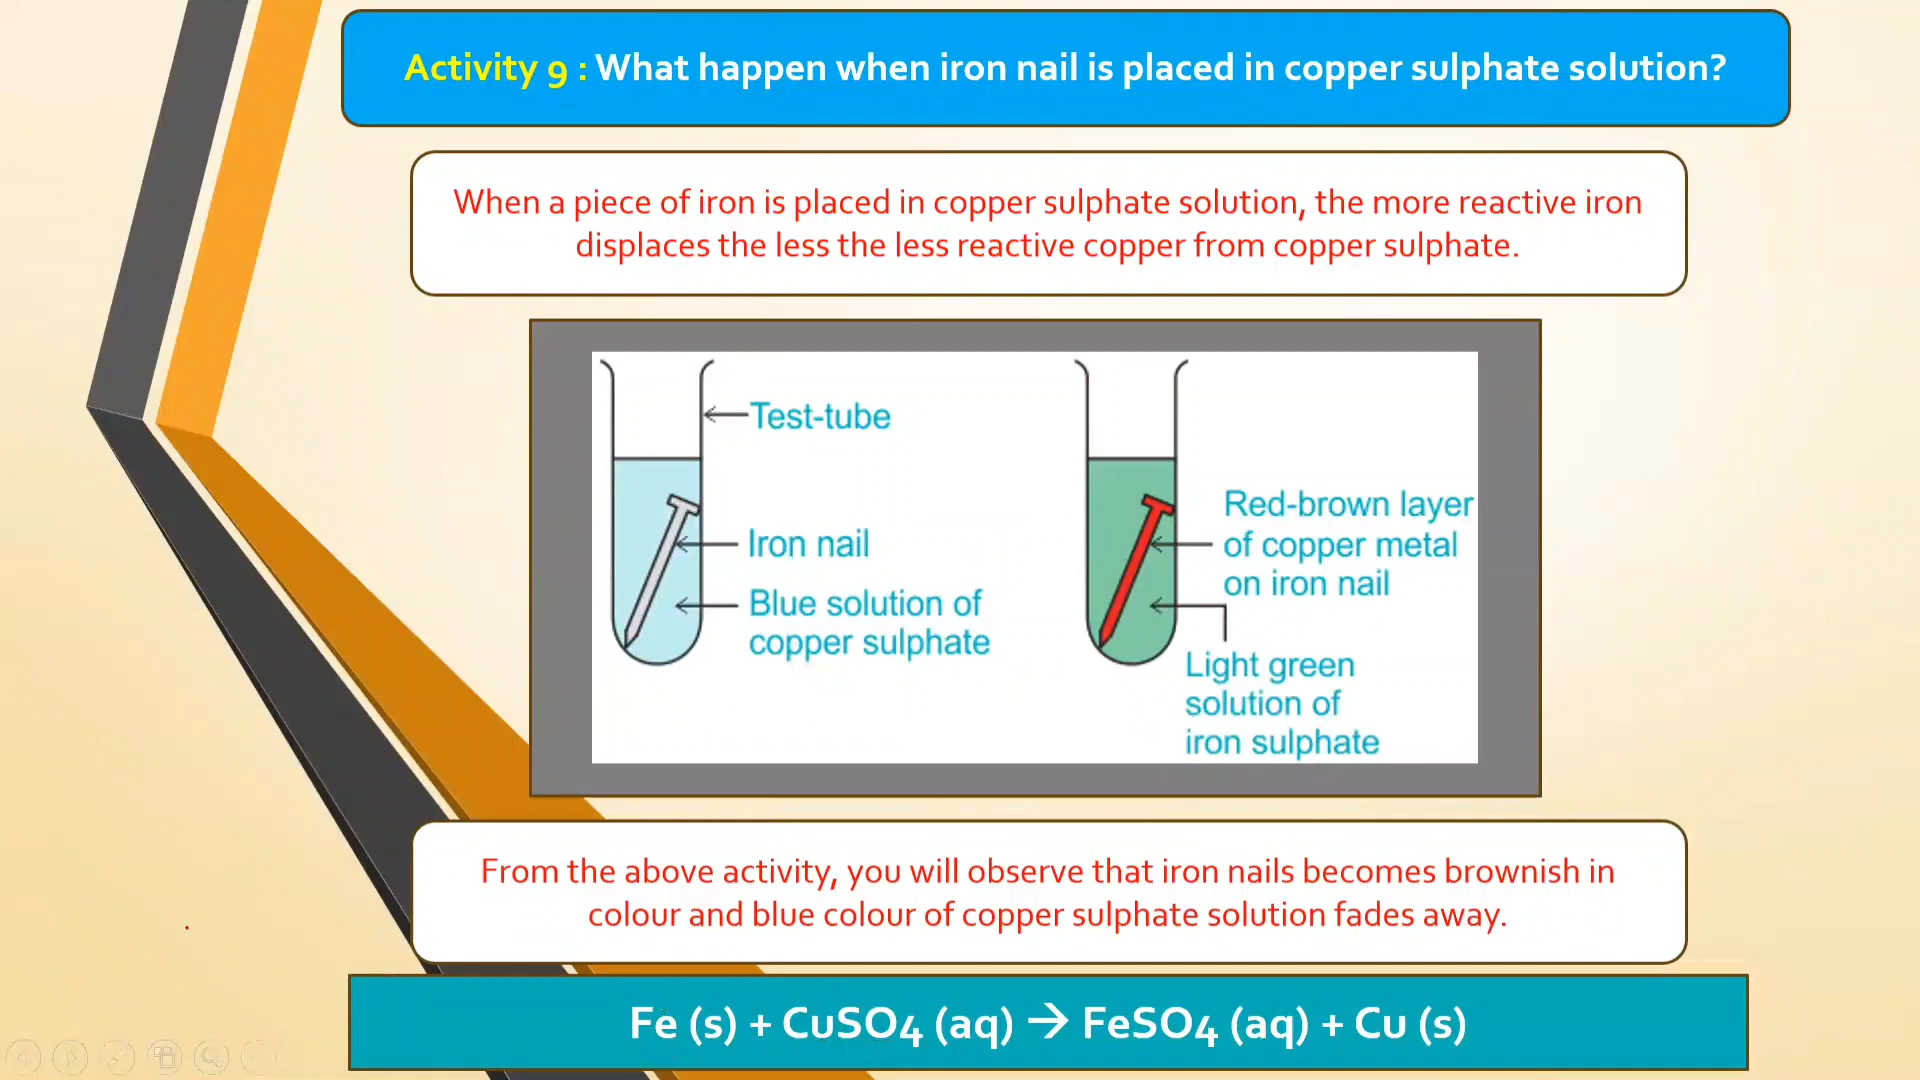 Activity 9 : What happen when iron nail is placed in copper sulphate solution?
When a piece of iron is placed in copper sulphate solution, the more reactive iron
displaces the less the less reactive copper from copper sulphate.
Test-tube
Iron nail
Blue solution of
copper sulphate
Red-brown layer
of copper metal
on iron nail
Light green
solution of
iron sulphate
From the above activity, you will observe that iron nails becomes brownish in
colour and blue colour of copper sulphate solution fades away.
Fe (s) + CuSO4 (aq) → FeSO4 (aq) + Cu (s)